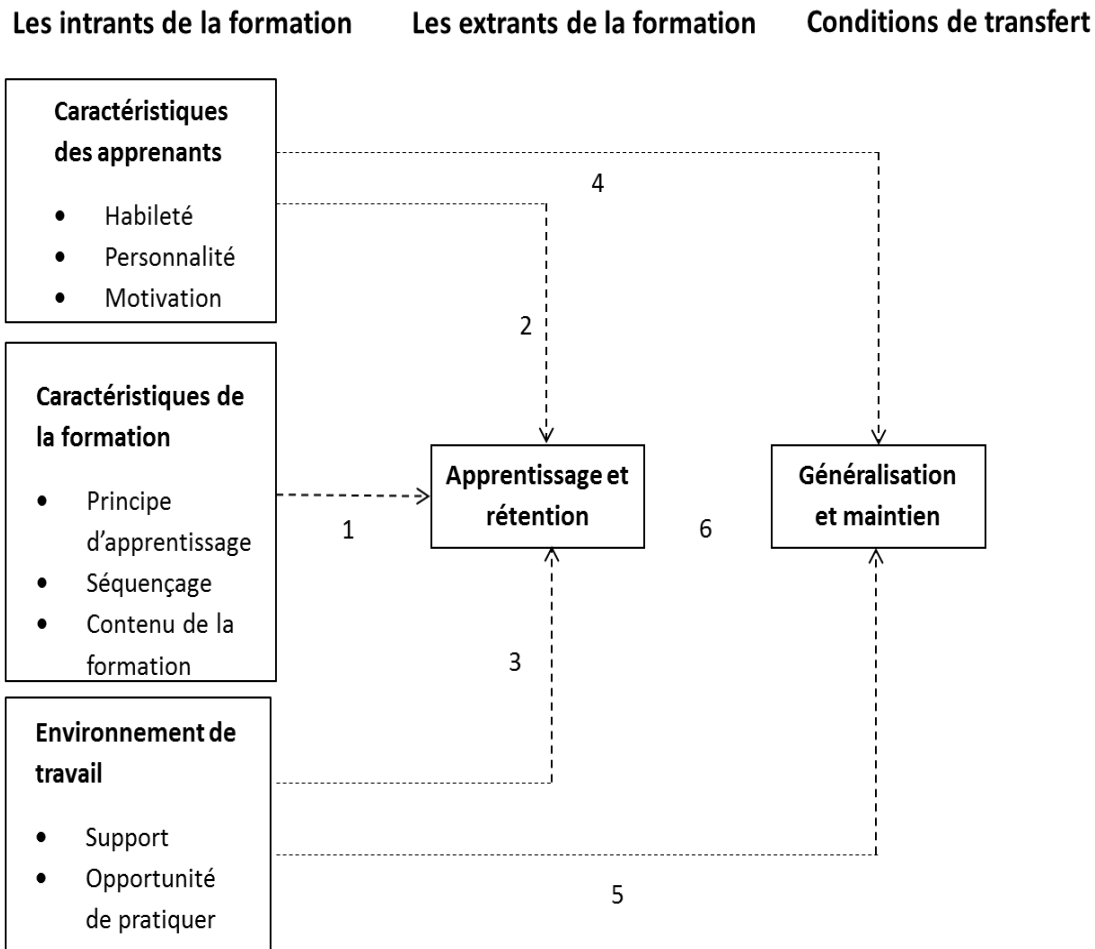 Les intrants de la formation
Les extrants de la formation
Conditions de transfert
Caractéristiques
des apprenants
• Habileté
• Personnalité
• Motivation
4
2
Caractéristiques de
la formation
• Principe
d’apprentissage
• Séquençage
• Contenu de la
formation
1
Apprentissage et
rétention
6
Généralisation
et maintien
3
Environnement de
travail
• Support
• Opportunité
de pratiquer
5